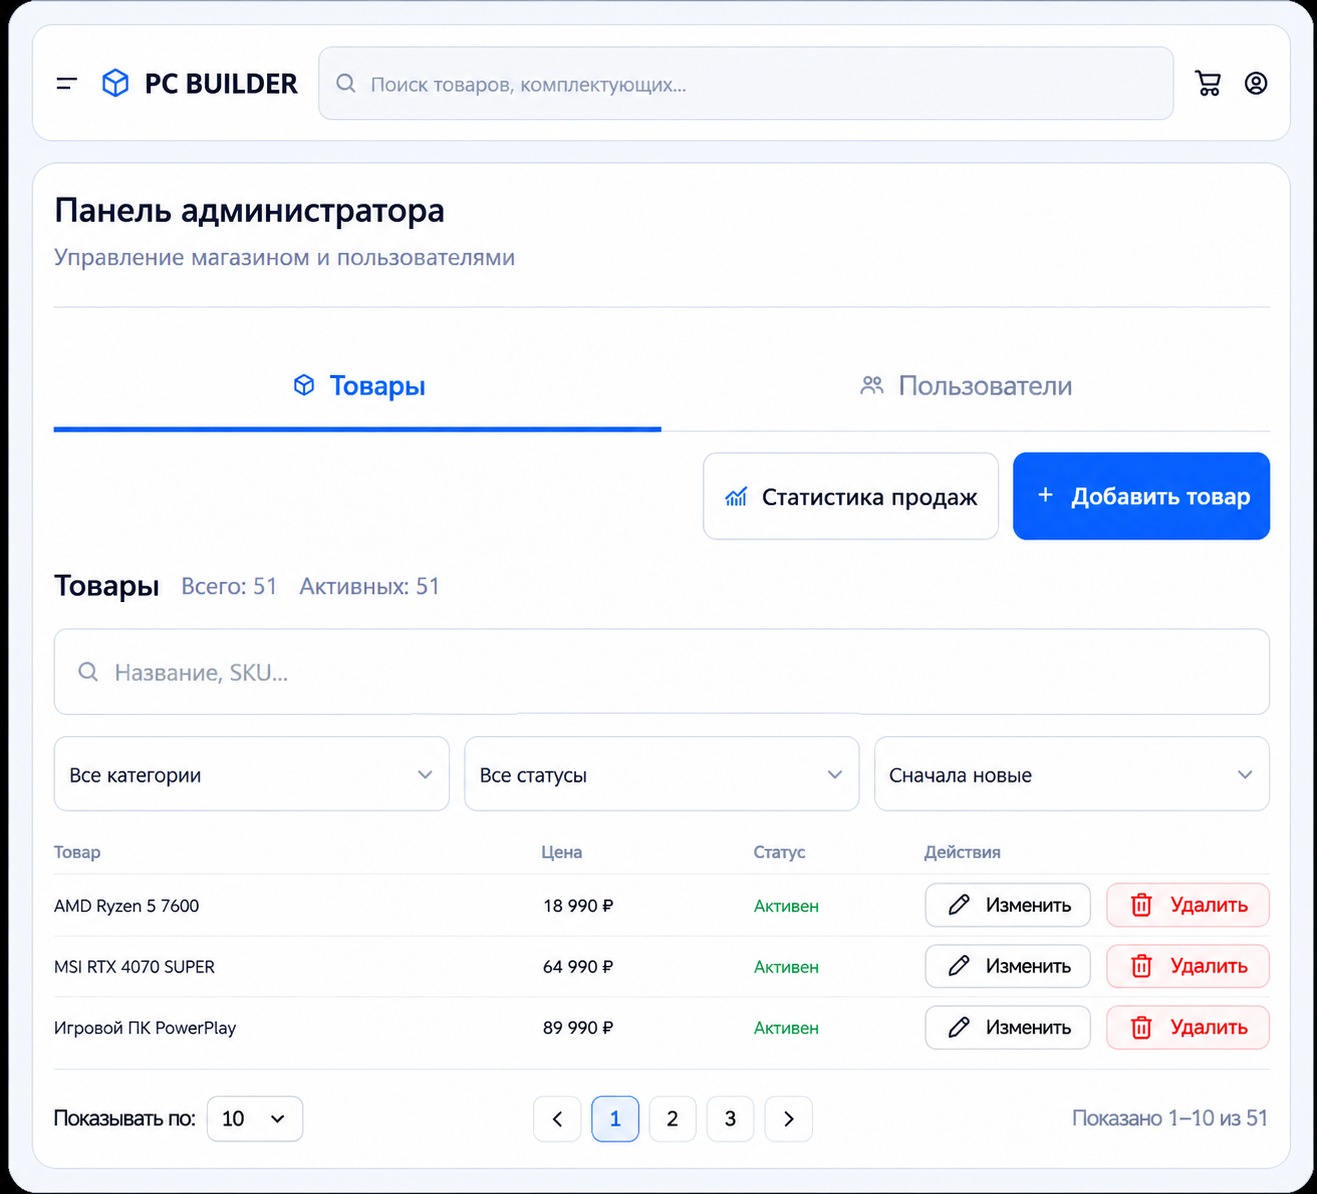 PC BUILDER
Поиск товаров, комплектующих...
Панель администратора
Управление магазином и пользователями
Товары
Пользователи
Статистика продаж
+ Добавить товар
Товары Всего: 51 Активных: 51
Название, SKU...
Все категории
Все статусы
Сначала новые
Товар Цена Статус Действия
AMD Ryzen 5 7600 18 990 ₽ Активен Изменить Удалить
MSI RTX 4070 SUPER 64 990 ₽ Активен Изменить Удалить
Игровой ПК PowerPlay 89 990 ₽ Активен Изменить Удалить
Показывать по: 10 1 2 3 Показано 1–10 из 51